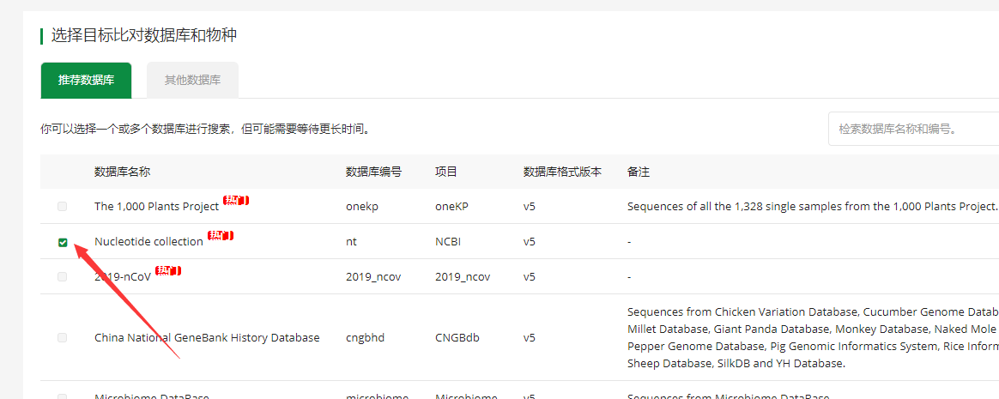 选择目标比对数据库和物种
推荐数据库 其他数据库
你可以选择一个或多个数据库进行搜索，但可能需要等待更长时间。 检索数据库名称和编号。
数据库名称 数据库编号 项目 数据库格式版本 备注
The 1,000 Plants Project 热门 onekp oneKP v5 Sequences of all the 1,328 single samples from the 1,000 Plants Project.
Nucleotide collection 热门 nt NCBI v5 -
2019-nCoV 热门 2019_ncov 2019_ncov v5 -
China National GeneBank History Database cngbhd CNGBdb v5 Sequences from Chicken Variation Database, Cucumber Genome Datab
Millet Database, Giant Panda Database, Monkey Database, Naked Mole
Pepper Genome Database, Pig Genomic Informatics System, Rice Inform
Sheep Database, SilkDB and YH Database.
Microbiome DataBase microbiome Microbiome v5 Sequences from Microbiome DataBase